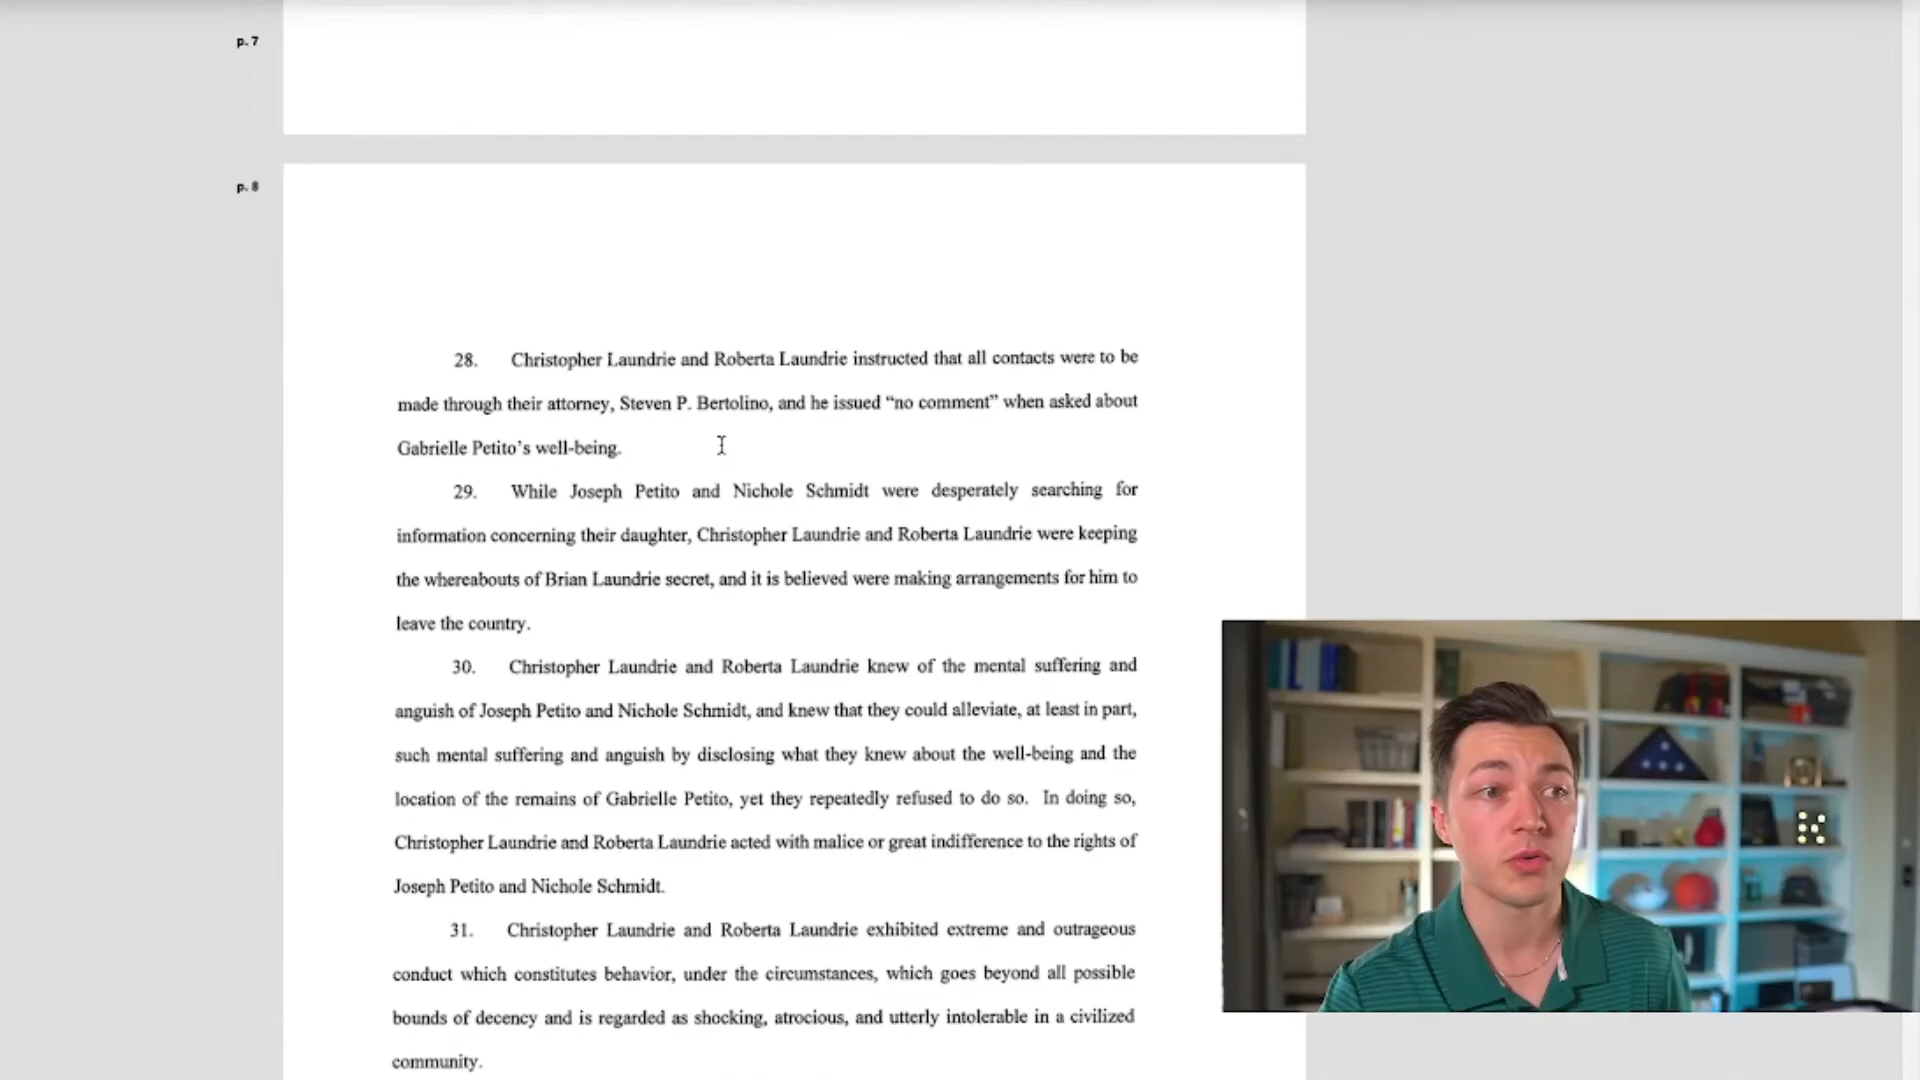 p. 7
p. 8
28. Christopher Laundrie and Roberta Laundrie instructed that all contacts were to be
made through their attorney, Steven P. Bertolino, and he issued “no comment” when asked about
Gabrielle Petito’s well-being.
29. While Joseph Petito and Nichole Schmidt were desperately searching for
information concerning their daughter, Christopher Laundrie and Roberta Laundrie were keeping
the whereabouts of Brian Laundrie secret, and it is believed were making arrangements for him to
leave the country.
30. Christopher Laundrie and Roberta Laundrie knew of the mental suffering and
anguish of Joseph Petito and Nichole Schmidt, and knew that they could alleviate, at least in part,
such mental suffering and anguish by disclosing what they knew about the well-being and the
location of the remains of Gabrielle Petito, yet they repeatedly refused to do so. In doing so,
Christopher Laundrie and Roberta Laundrie acted with malice or great indifference to the rights of
Joseph Petito and Nichole Schmidt.
31. Christopher Laundrie and Roberta Laundrie exhibited extreme and outrageous
conduct which constitutes behavior, under the circumstances, which goes beyond all possible
bounds of decency and is regarded as shocking, atrocious, and utterly intolerable in a civilized
community.